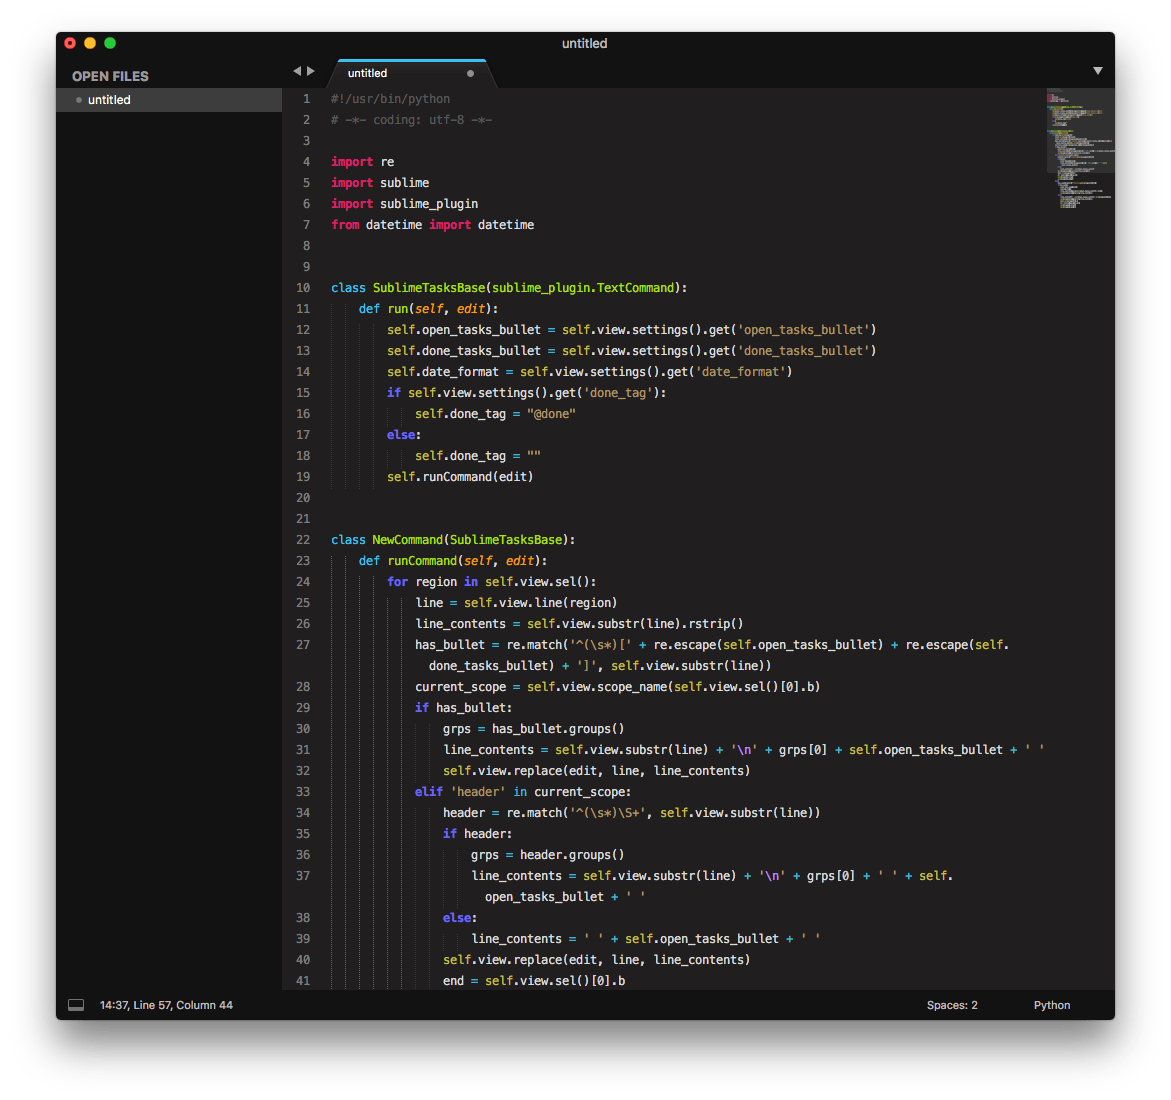 untitled
OPEN FILES
untitled
untitled
1 #!/usr/bin/python
2 # -*- coding: utf-8 -*-
3
4 import re
5 import sublime
6 import sublime_plugin
7 from datetime import datetime
8
9
10 class SublimeTasksBase(sublime_plugin.TextCommand):
11     def run(self, edit):
12         self.open_tasks_bullet = self.view.settings().get('open_tasks_bullet')
13         self.done_tasks_bullet = self.view.settings().get('done_tasks_bullet')
14         self.date_format = self.view.settings().get('date_format')
15         if self.view.settings().get('done_tag'):
16             self.done_tag = "@done"
17         else:
18             self.done_tag = ""
19         self.runCommand(edit)
20
21
22 class NewCommand(SublimeTasksBase):
23     def runCommand(self, edit):
24         for region in self.view.sel():
25             line = self.view.line(region)
26             line_contents = self.view.substr(line).rstrip()
27             has_bullet = re.match('^(\s*)[' + re.escape(self.open_tasks_bullet) + re.escape(self.
done_tasks_bullet) + ']', self.view.substr(line))
28             current_scope = self.view.scope_name(self.view.sel()[0].b)
29             if has_bullet:
30                 grps = has_bullet.groups()
31                 line_contents = self.view.substr(line) + '\n' + grps[0] + self.open_tasks_bullet + ' '
32                 self.view.replace(edit, line, line_contents)
33             elif 'header' in current_scope:
34                 header = re.match('^(\s*)\S+', self.view.substr(line))
35                 if header:
36                     grps = header.groups()
37                     line_contents = self.view.substr(line) + '\n' + grps[0] + ' ' + self.
open_tasks_bullet + ' '
38                 else:
39                     line_contents = ' ' + self.open_tasks_bullet + ' '
40                 self.view.replace(edit, line, line_contents)
41                 end = self.view.sel()[0].b
14:37, Line 57, Column 44
Spaces: 2
Python